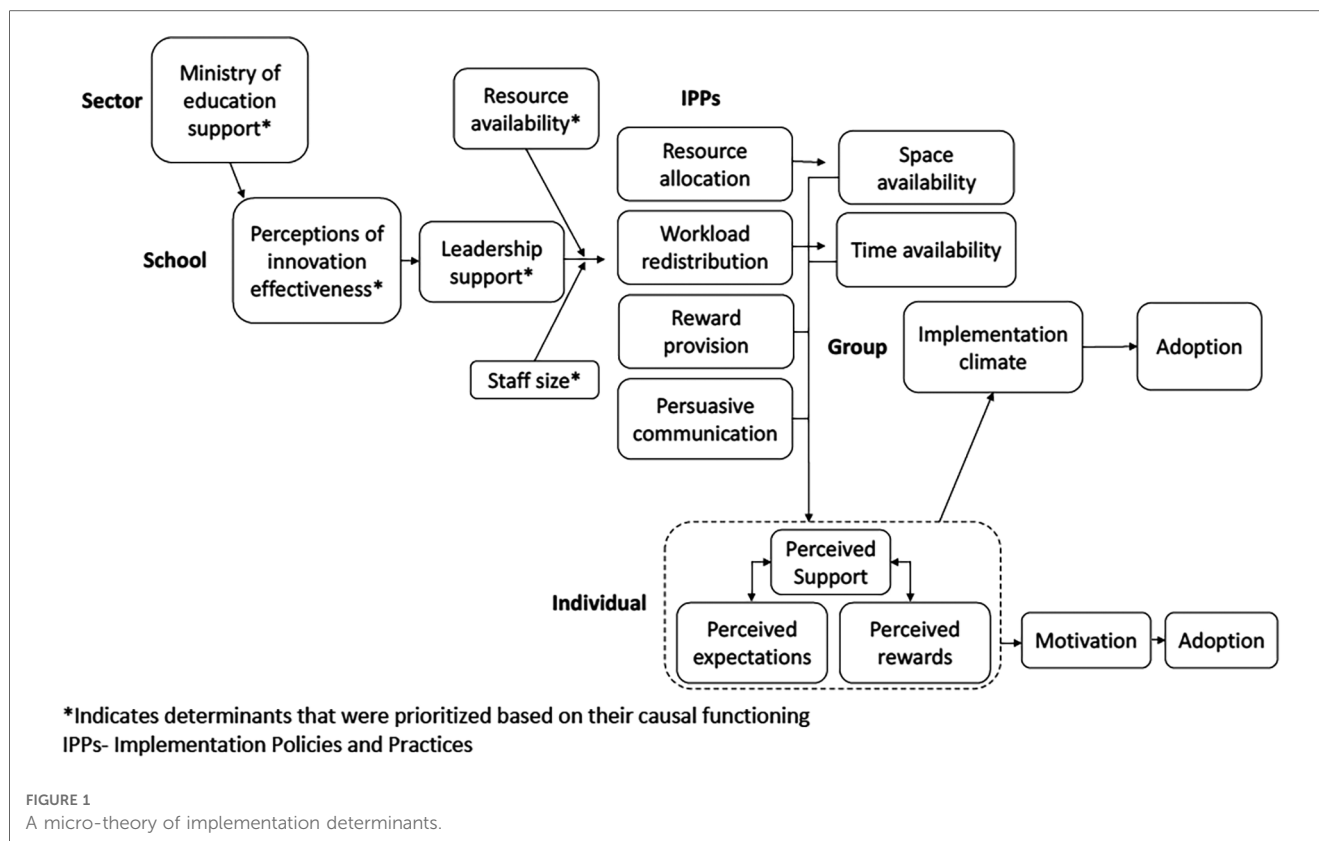 Sector
Ministry of
education
support*
Resource
availability*
IPPs
Resource
allocation
Space
availability
School
Perceptions of
innovation
effectiveness*
Leadership
support*
Workload
redistribution
Time availability
Reward
provision
Staff size*
Persuasive
communication
Group
Implementation
climate
Adoption
Individual
Perceived
Support
Perceived
expectations
Perceived
rewards
Motivation
Adoption
*Indicates determinants that were prioritized based on their causal functioning
IPPs- Implementation Policies and Practices
FIGURE 1
A micro-theory of implementation determinants.